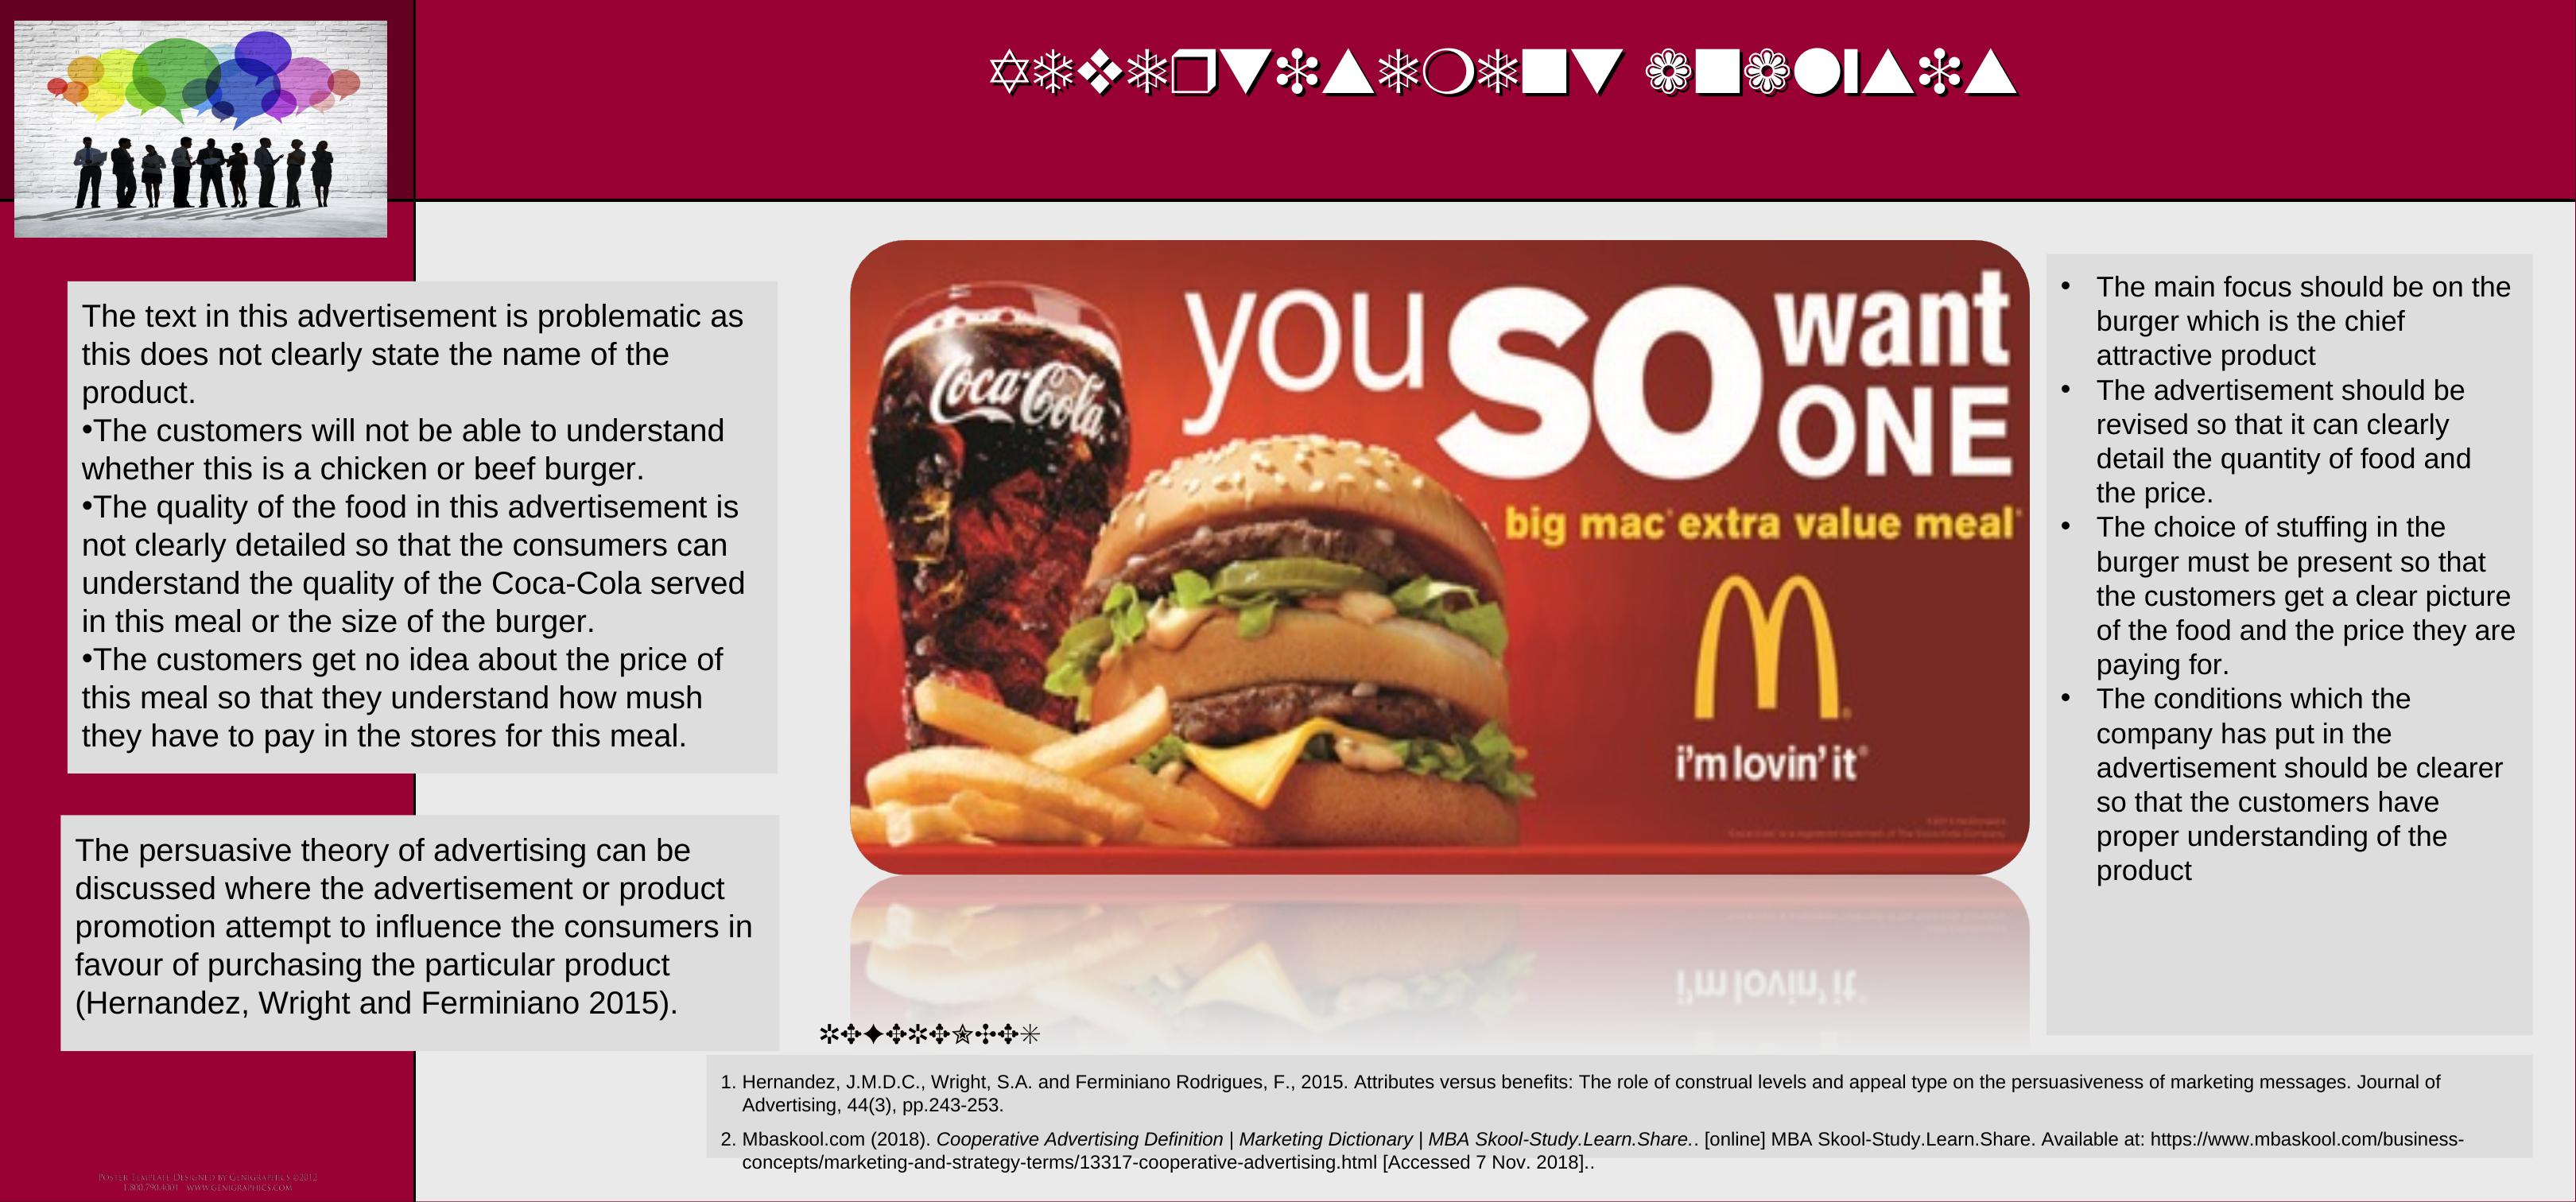 The text in this advertisement is problematic as
this does not clearly state the name of the
product.
•The customers will not be able to understand
whether this is a chicken or beef burger.
•The quality of the food in this advertisement is
not clearly detailed so that the consumers can
understand the quality of the Coca-Cola served
in this meal or the size of the burger.
•The customers get no idea about the price of
this meal so that they understand how mush
they have to pay in the stores for this meal.
The persuasive theory of advertising can be
discussed where the advertisement or product
promotion attempt to influence the consumers in
favour of purchasing the particular product
(Hernandez, Wright and Ferminiano 2015).
Coca-Cola
you SO want
ONE
big mac® extra value meal®
i'm lovin' it®
• The main focus should be on the
burger which is the chief
attractive product
• The advertisement should be
revised so that it can clearly
detail the quantity of food and
the price.
• The choice of stuffing in the
burger must be present so that
the customers get a clear picture
of the food and the price they are
paying for.
• The conditions which the
company has put in the
advertisement should be clearer
so that the customers have
proper understanding of the
product
1. Hernandez, J.M.D.C., Wright, S.A. and Ferminiano Rodrigues, F., 2015. Attributes versus benefits: The role of construal levels and appeal type on the persuasiveness of marketing messages. Journal of
Advertising, 44(3), pp.243-253.
2. Mbaskool.com (2018). Cooperative Advertising Definition | Marketing Dictionary | MBA Skool-Study.Learn.Share.. [online] MBA Skool-Study.Learn.Share. Available at: https://www.mbaskool.com/business-
concepts/marketing-and-strategy-terms/13317-cooperative-advertising.html [Accessed 7 Nov. 2018]..
Poster Template Designed by Genigraphics ©2012
1.800.790.4001 www.genigraphics.com